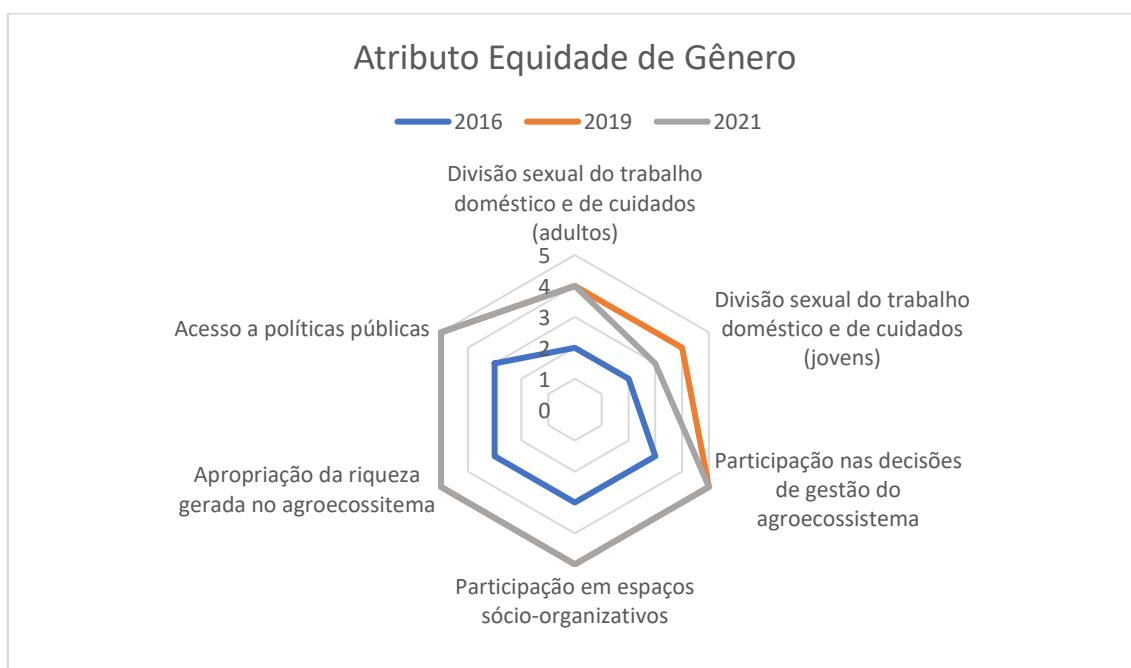 Atributo Equidade de Gênero
2016 2019 2021
Divisão sexual do trabalho
doméstico e de cuidados
(adultos)
5
4
3
2
1
0
Divisão sexual do trabalho
doméstico e de cuidados
(jovens)
Participação nas decisões
de gestão do
agroecossistema
Participação em espaços
sócio-organizativos
Apropriação da riqueza
gerada no agroecossitema
Acesso a políticas públicas